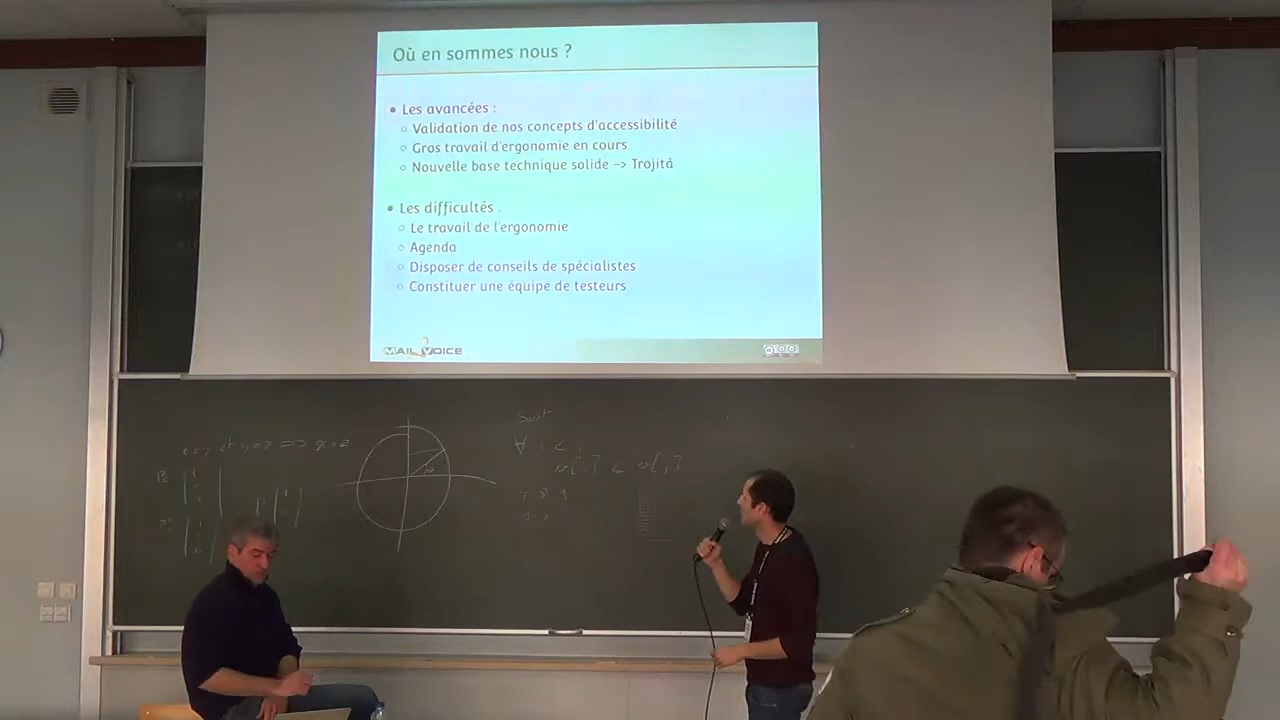 Où en sommes nous ?
• Les avancées :
○ Validation de nos concepts d'accessibilité
○ Gros travail d'ergonomie en cours
○ Nouvelle base technique solide -> Trojitá
• Les difficultés :
○ Le travail de l'ergonomie
○ Agenda
○ Disposer de conseils de spécialistes
○ Constituer une équipe de testeurs
MAIL VOICE